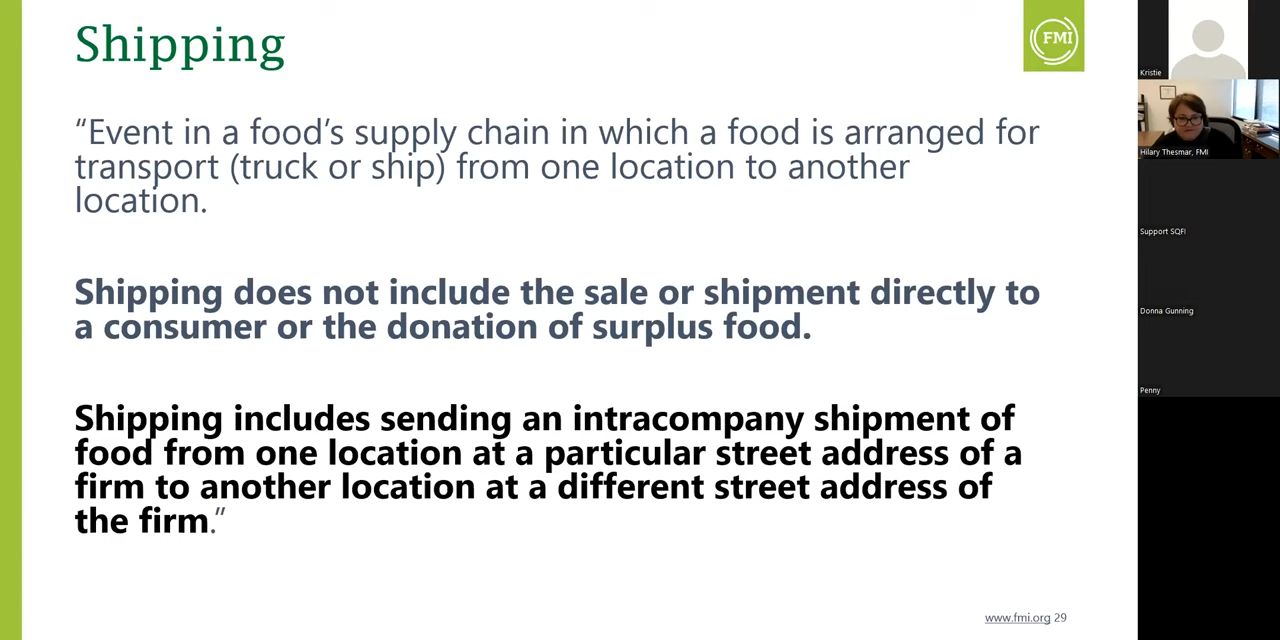 Shipping
FMI
“Event in a food’s supply chain in which a food is arranged for
transport (truck or ship) from one location to another
location.
Shipping does not include the sale or shipment directly to
a consumer or the donation of surplus food.
Shipping includes sending an intracompany shipment of
food from one location at a particular street address of a
firm to another location at a different street address of
the firm.”
www.fmi.org 29
Kristie
Hilary Thesmar, FMI
Support SQFI
Donna Gunning
Penny